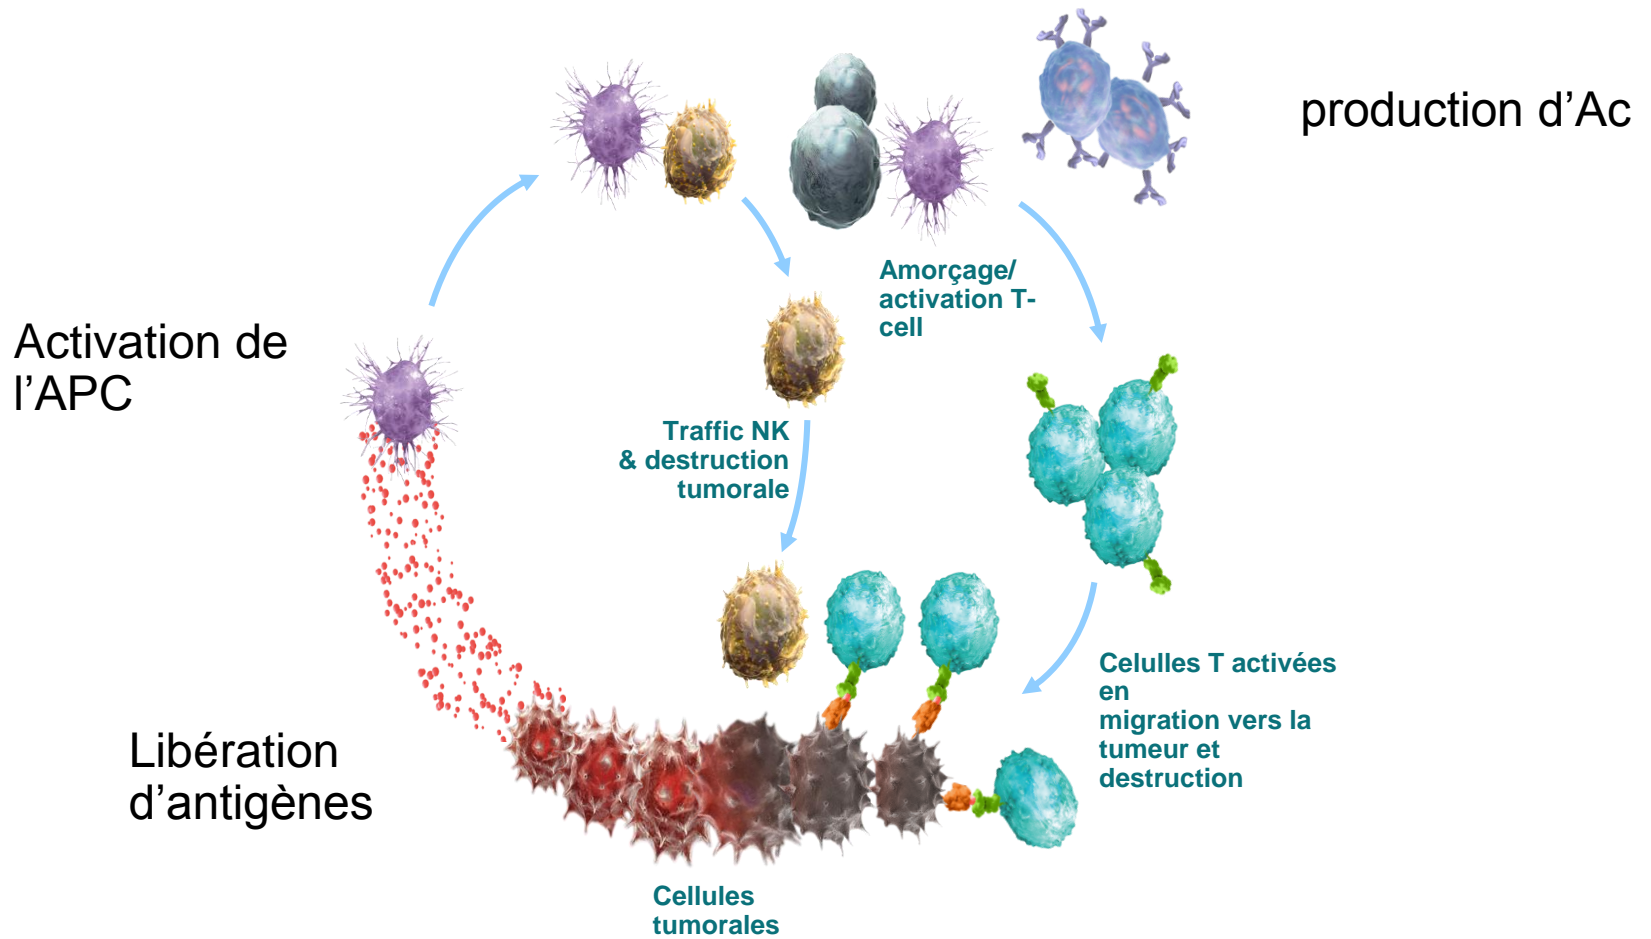 production d’Ac
Amorçage/
activation T-
cell
Activation de
l’APC
Traffic NK
& destruction
tumorale
Celulles T activées
en
migration vers la
tumeur et
destruction
Libération
d’antigènes
Cellules
tumorales